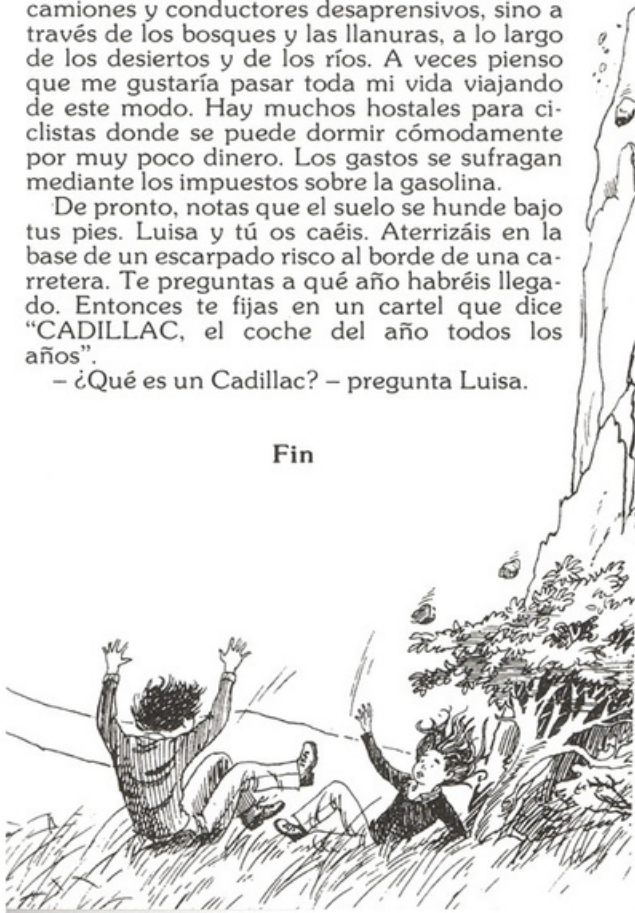 camiones y conductores desaprensivos, sino a
través de los bosques y las llanuras, a lo largo
de los desiertos y de los ríos. A veces pienso
que me gustaría pasar toda mi vida viajando
de este modo. Hay muchos hostales para ci-
clistas donde se puede dormir cómodamente
por muy poco dinero. Los gastos se sufragan
mediante los impuestos sobre la gasolina.
De pronto, notas que el suelo se hunde bajo
tus pies. Luisa y tú os caéis. Aterrizáis en la
base de un escarpado risco al borde de una ca-
rretera. Te preguntas a qué año habréis llega-
do. Entonces te fijas en un cartel que dice
“CADILLAC, el coche del año todos los
años”.
– ¿Qué es un Cadillac? – pregunta Luisa.
Fin